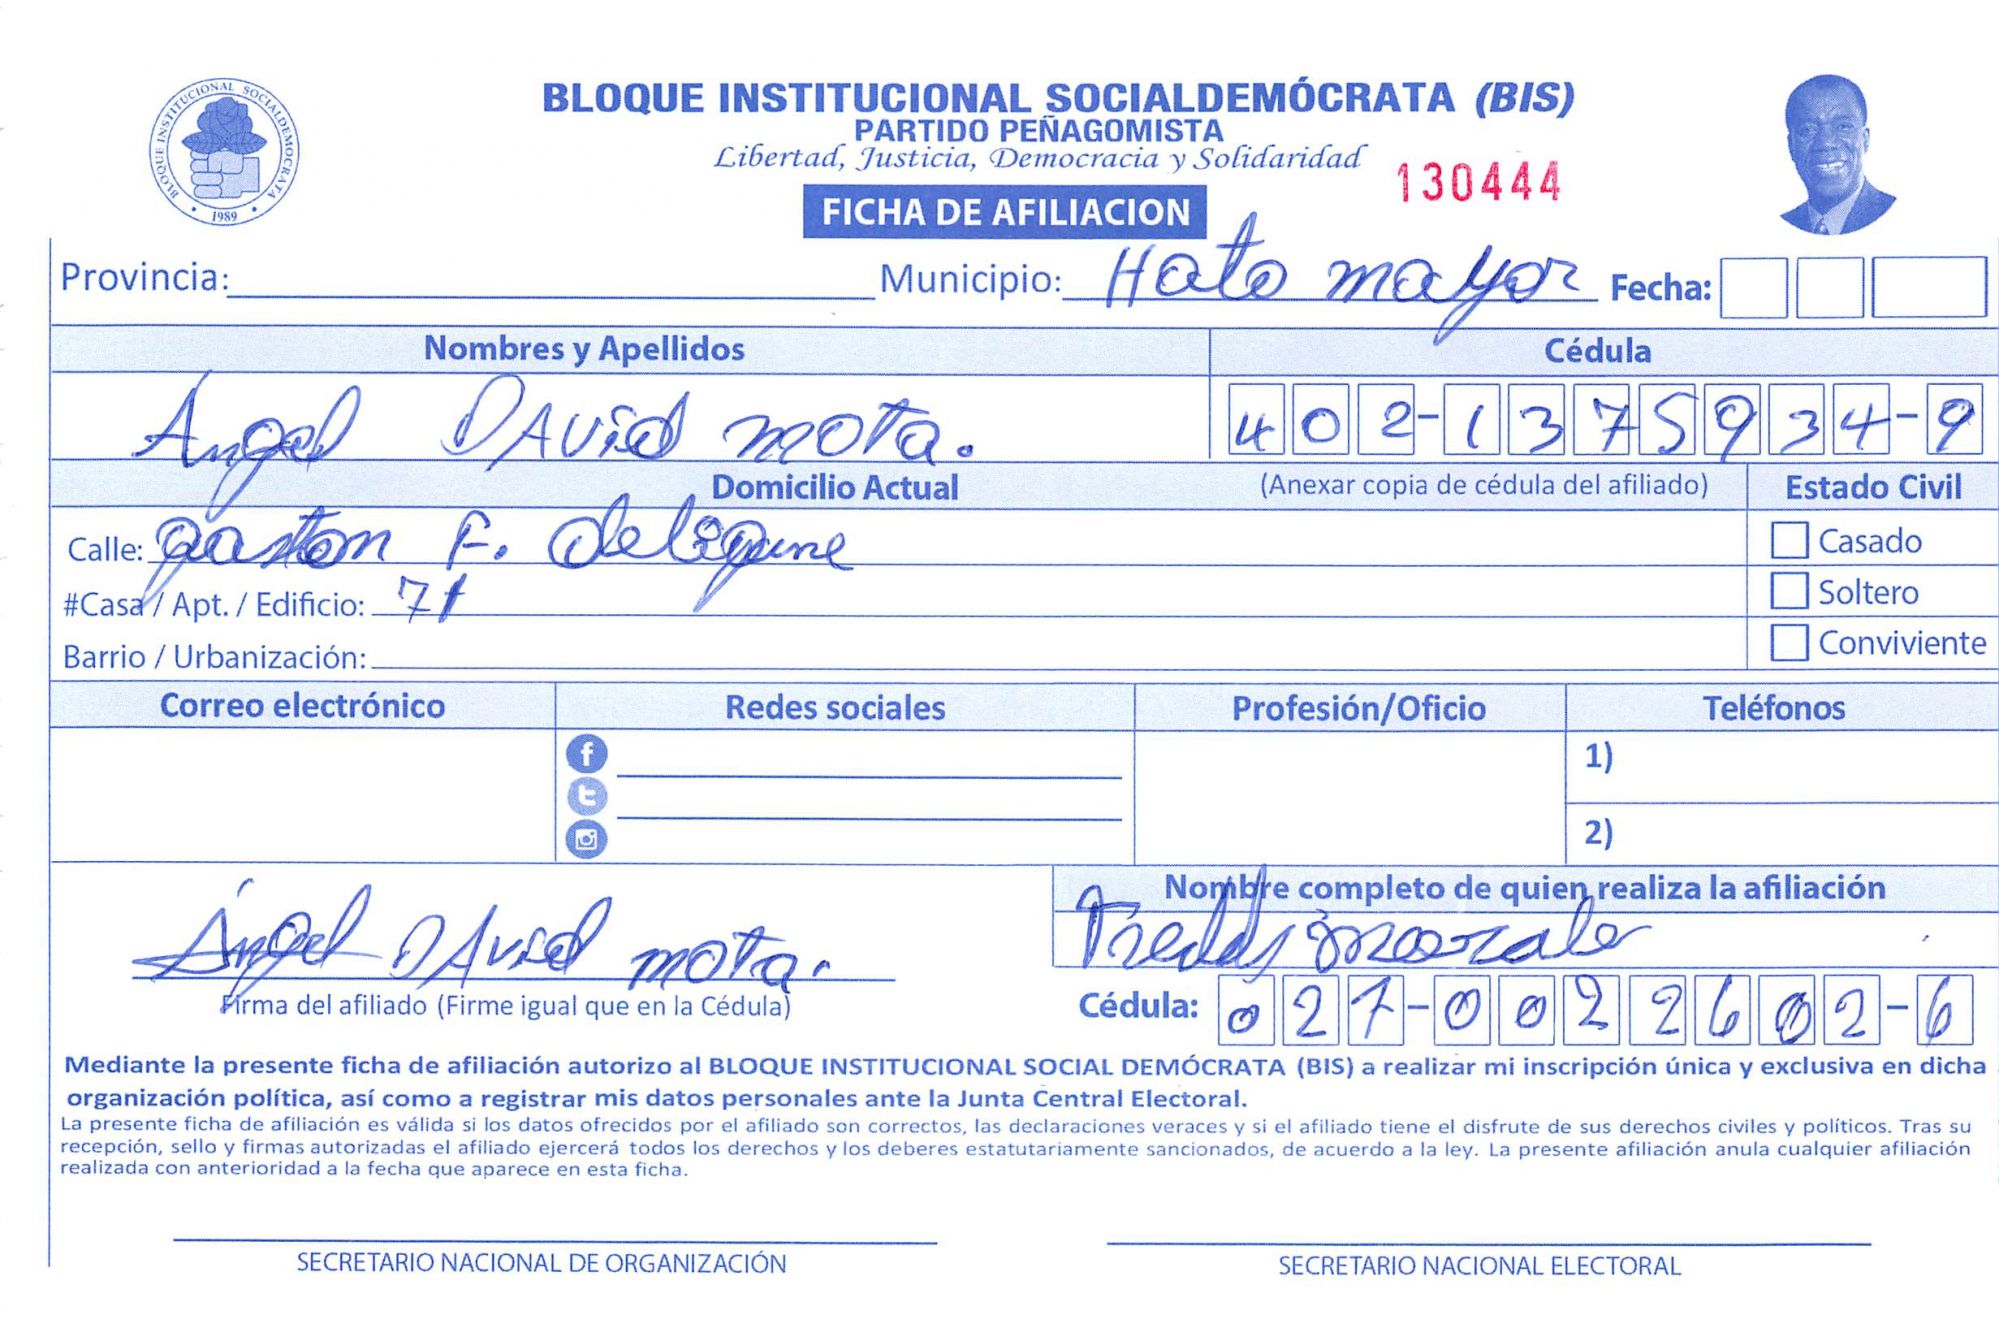 BLOQUE INSTITUCIONAL SOCIALDEMOCRATA
1989
BLOQUE INSTITUCIONAL SOCIALDEMÓCRATA (BIS)
PARTIDO PEÑAGOMISTA
Libertad, Justicia, Democracia y Solidaridad
130444
FICHA DE AFILIACION
Provincia: Municipio: Hato mayor Fecha:
Nombres y Apellidos Cédula
Ángel DAvid mota. 402-1375934-9
Domicilio Actual (Anexar copia de cédula del afiliado) Estado Civil
Calle: gaston F. deligne Casado
#Casa / Apt. / Edificio: 71 Soltero
Barrio / Urbanización: Conviviente
Correo electrónico Redes sociales Profesión/Oficio Teléfonos
1)
2)
Nombre completo de quien realiza la afiliación
Ángel DAvid mota. Freddy
Firma del afiliado (Firme igual que en la Cédula) Cédula: 027-0022602-6
Mediante la presente ficha de afiliación autorizo al BLOQUE INSTITUCIONAL SOCIAL DEMÓCRATA (BIS) a realizar mi inscripción única y exclusiva en dicha
organización política, así como a registrar mis datos personales ante la Junta Central Electoral.
La presente ficha de afiliación es válida si los datos ofrecidos por el afiliado son correctos, las declaraciones veraces y si el afiliado tiene el disfrute de sus derechos civiles y políticos. Tras su
recepción, sello y firmas autorizadas el afiliado ejercerá todos los derechos y los deberes estatutariamente sancionados, de acuerdo a la ley. La presente afiliación anula cualquier afiliación
realizada con anterioridad a la fecha que aparece en esta ficha.
SECRETARIO NACIONAL DE ORGANIZACIÓN SECRETARIO NACIONAL ELECTORAL